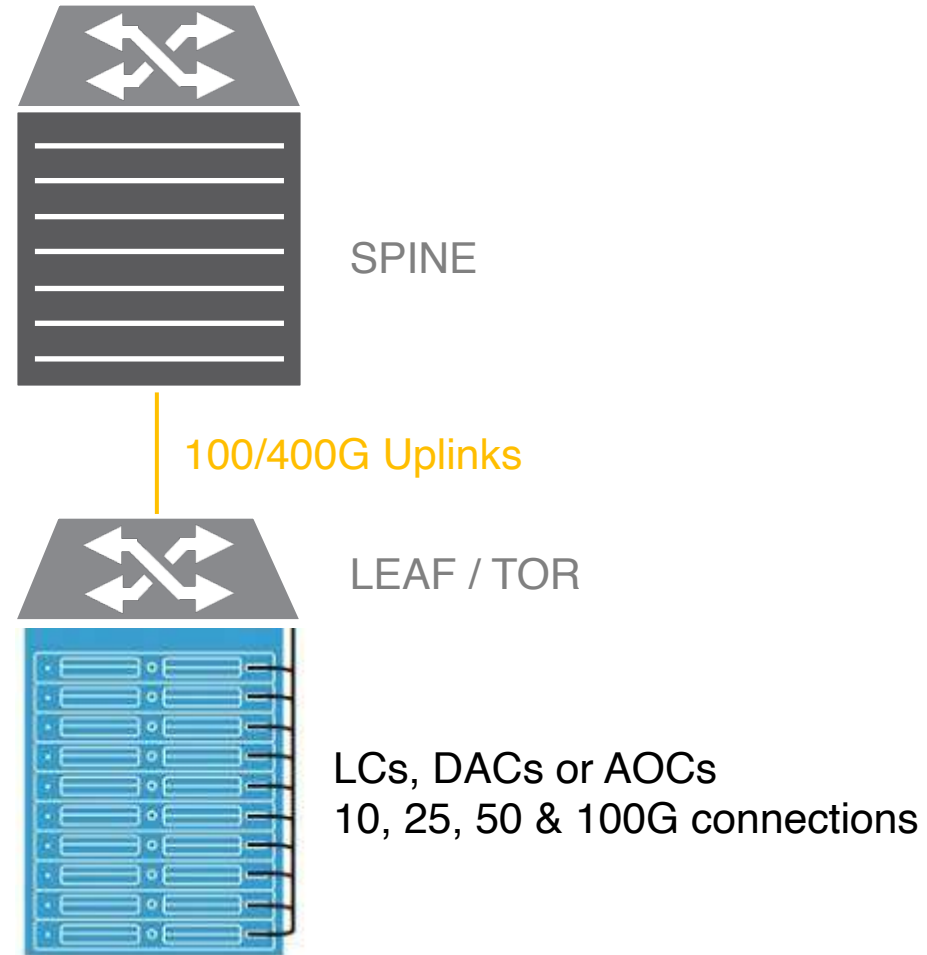 SPINE
100/400G Uplinks
LEAF / TOR
LCs, DACs or AOCs
10, 25, 50 & 100G connections